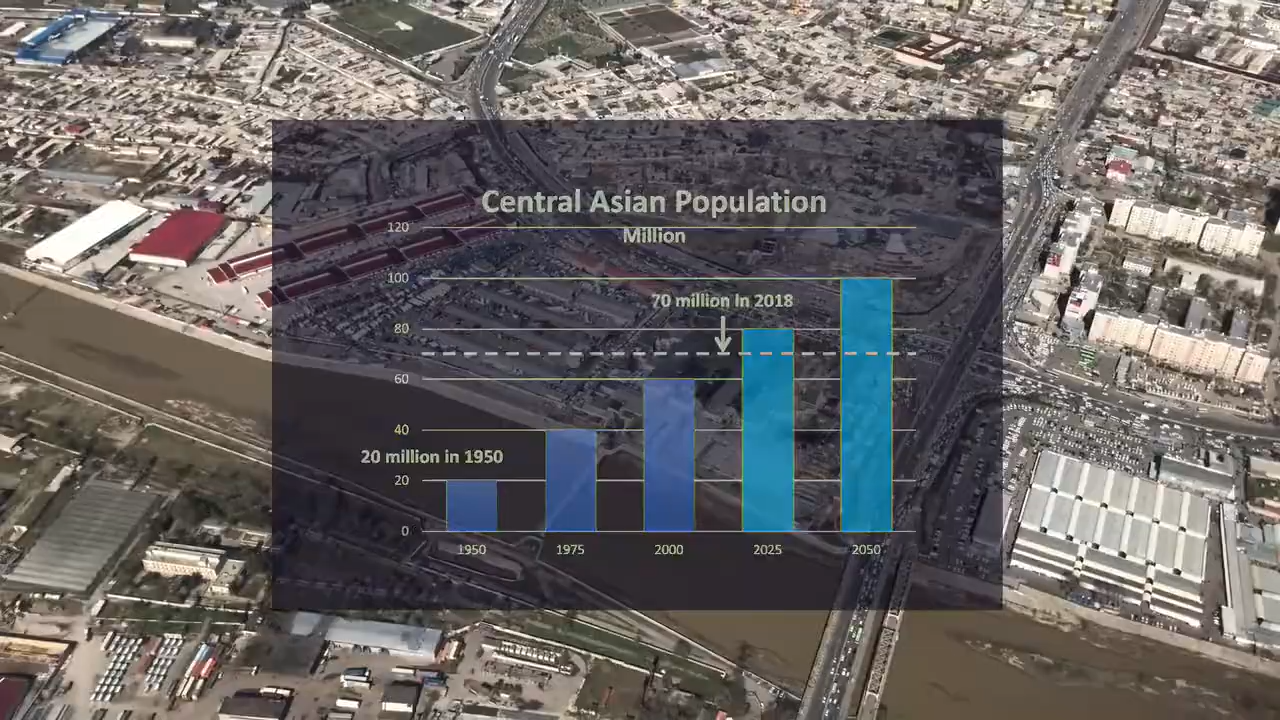 Central Asian Population
Million
120
100
80
60
40
20
0
70 million in 2018
20 million in 1950
1950 1975 2000 2025 2050